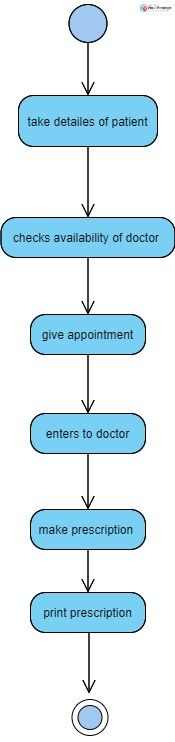 take detailes of patient
checks availability of doctor
give appointment
enters to doctor
make prescription
print prescription